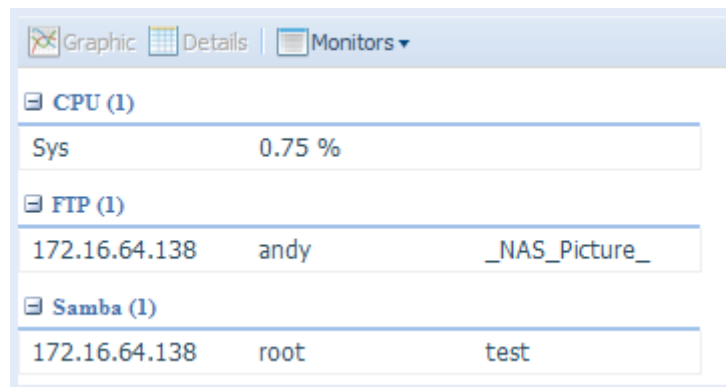 Graphic Details Monitors
CPU (1)
Sys 0.75 %
FTP (1)
172.16.64.138 andy _NAS_Picture_
Samba (1)
172.16.64.138 root test